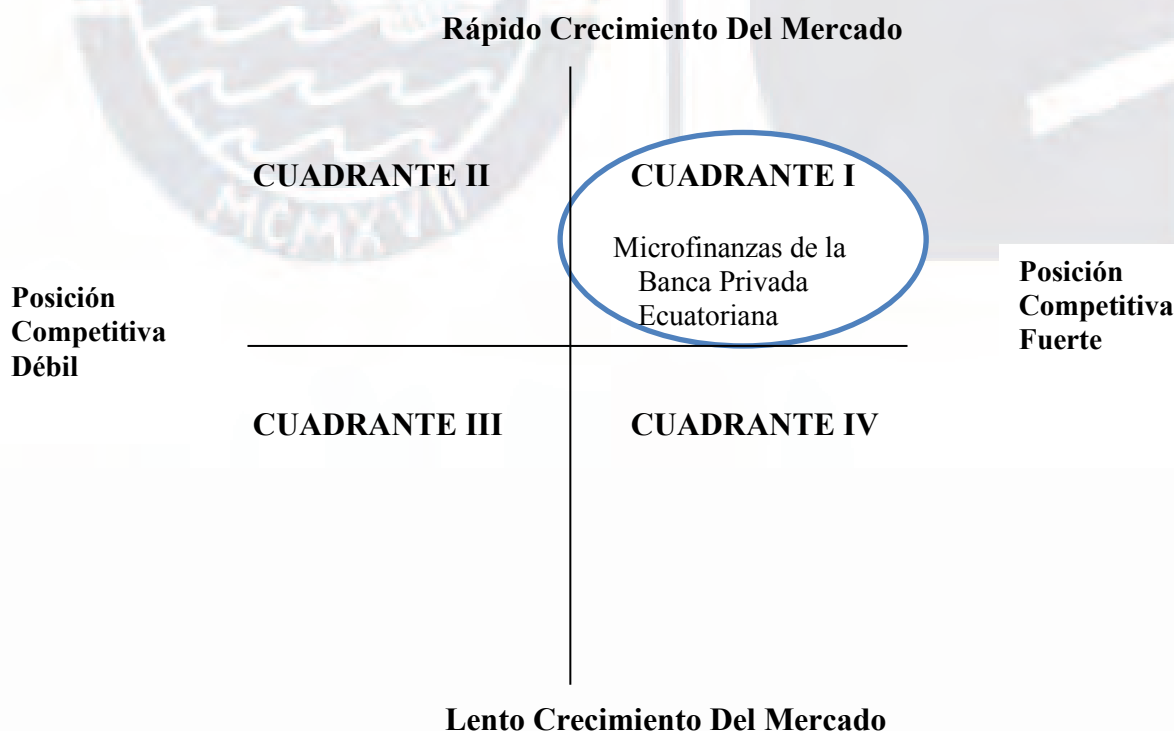 Rápido Crecimiento Del Mercado
CUADRANTE II
CUADRANTE I
MCMXVII
Microfinanzas de la
Banca Privada
Ecuatoriana
Posición
Competitiva
Débil
Posición
Competitiva
Fuerte
CUADRANTE III
CUADRANTE IV
Lento Crecimiento Del Mercado